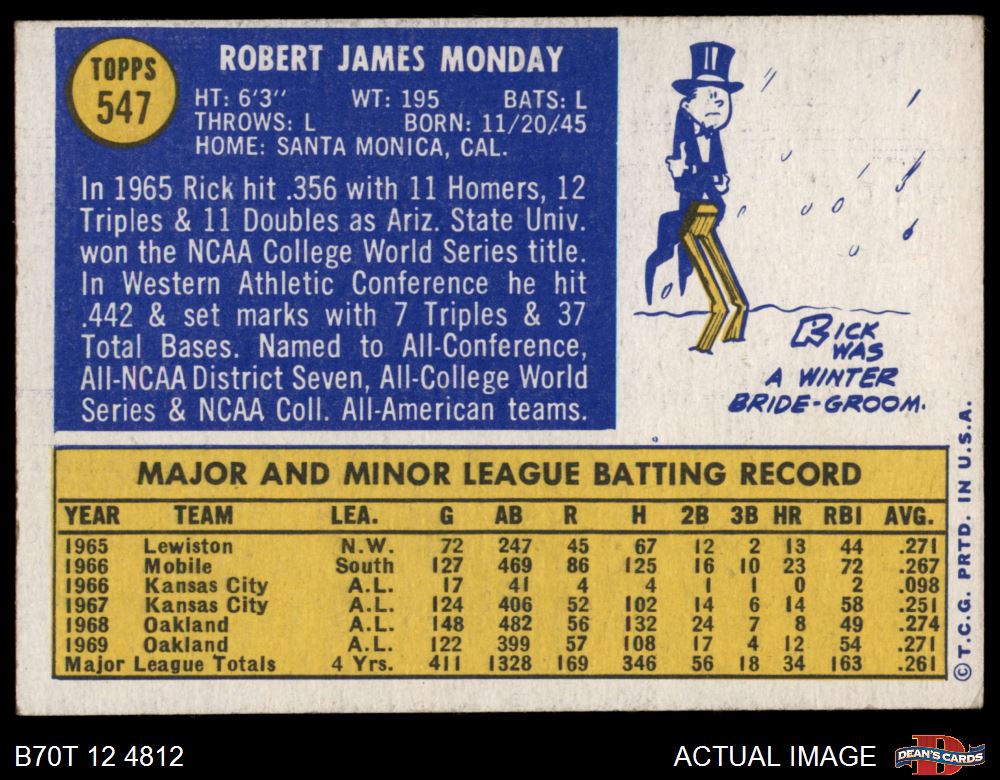 TOPPS
547
ROBERT JAMES MONDAY
HT: 6'3" WT: 195 BATS: L
THROWS: L BORN: 11/20/45
HOME: SANTA MONICA, CAL.
In 1965 Rick hit .356 with 11 Homers, 12
Triples & 11 Doubles as Ariz. State Univ.
won the NCAA College World Series title.
In Western Athletic Conference he hit
.442 & set marks with 7 Triples & 37
Total Bases. Named to All-Conference,
All-NCAA District Seven, All-College World
Series & NCAA Coll. All-American teams.
RICK
WAS
A WINTER
BRIDE-GROOM.
MAJOR AND MINOR LEAGUE BATTING RECORD
YEAR TEAM LEA. G AB R H 2B 3B HR RBI AVG.
1965 Lewiston N.W. 72 247 45 67 12 2 13 44 .271
1966 Mobile South 127 469 86 125 16 10 23 72 .267
1966 Kansas City A.L. 17 41 4 4 1 1 0 2 .098
1967 Kansas City A.L. 124 406 52 102 14 6 14 58 .251
1968 Oakland A.L. 148 482 56 132 24 7 8 49 .274
1969 Oakland A.L. 122 399 57 108 17 4 12 54 .271
Major League Totals 4 Yrs. 411 1328 169 346 56 18 34 163 .261
©T.C.G. PRTD. IN U.S.A.
B70T 12 4812
ACTUAL IMAGE
D
DEAN'S CARDS